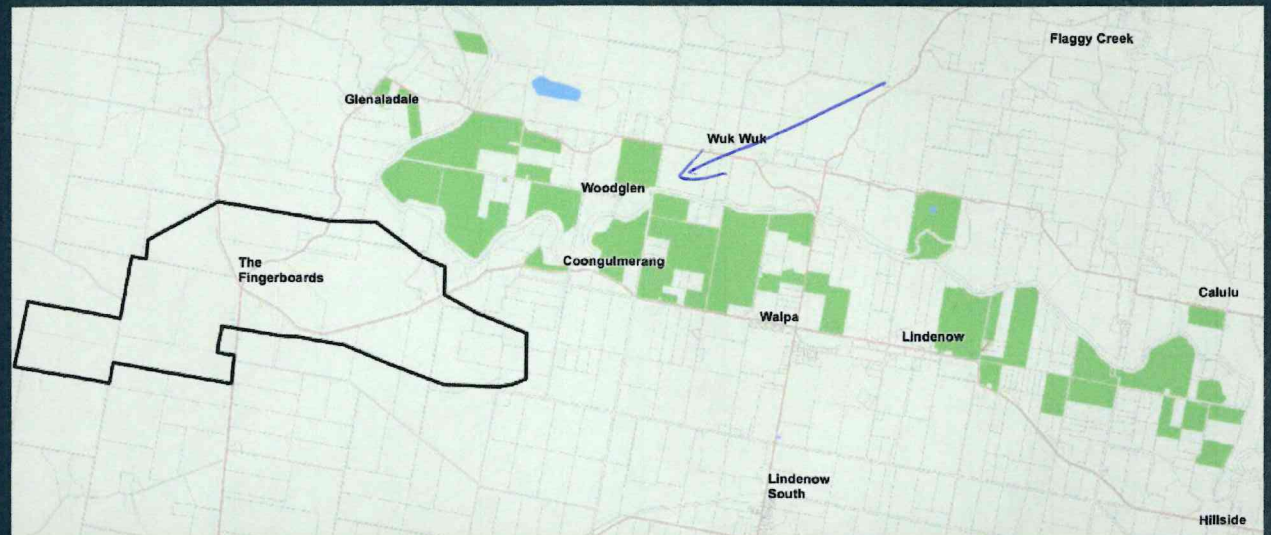 Flaggy Creek
Glenaladale
Wuk Wuk
Woodglen
The
Fingerboards
Coongulmerang
Calulu
Walpa
Lindenow
Lindenow
South
Hillside